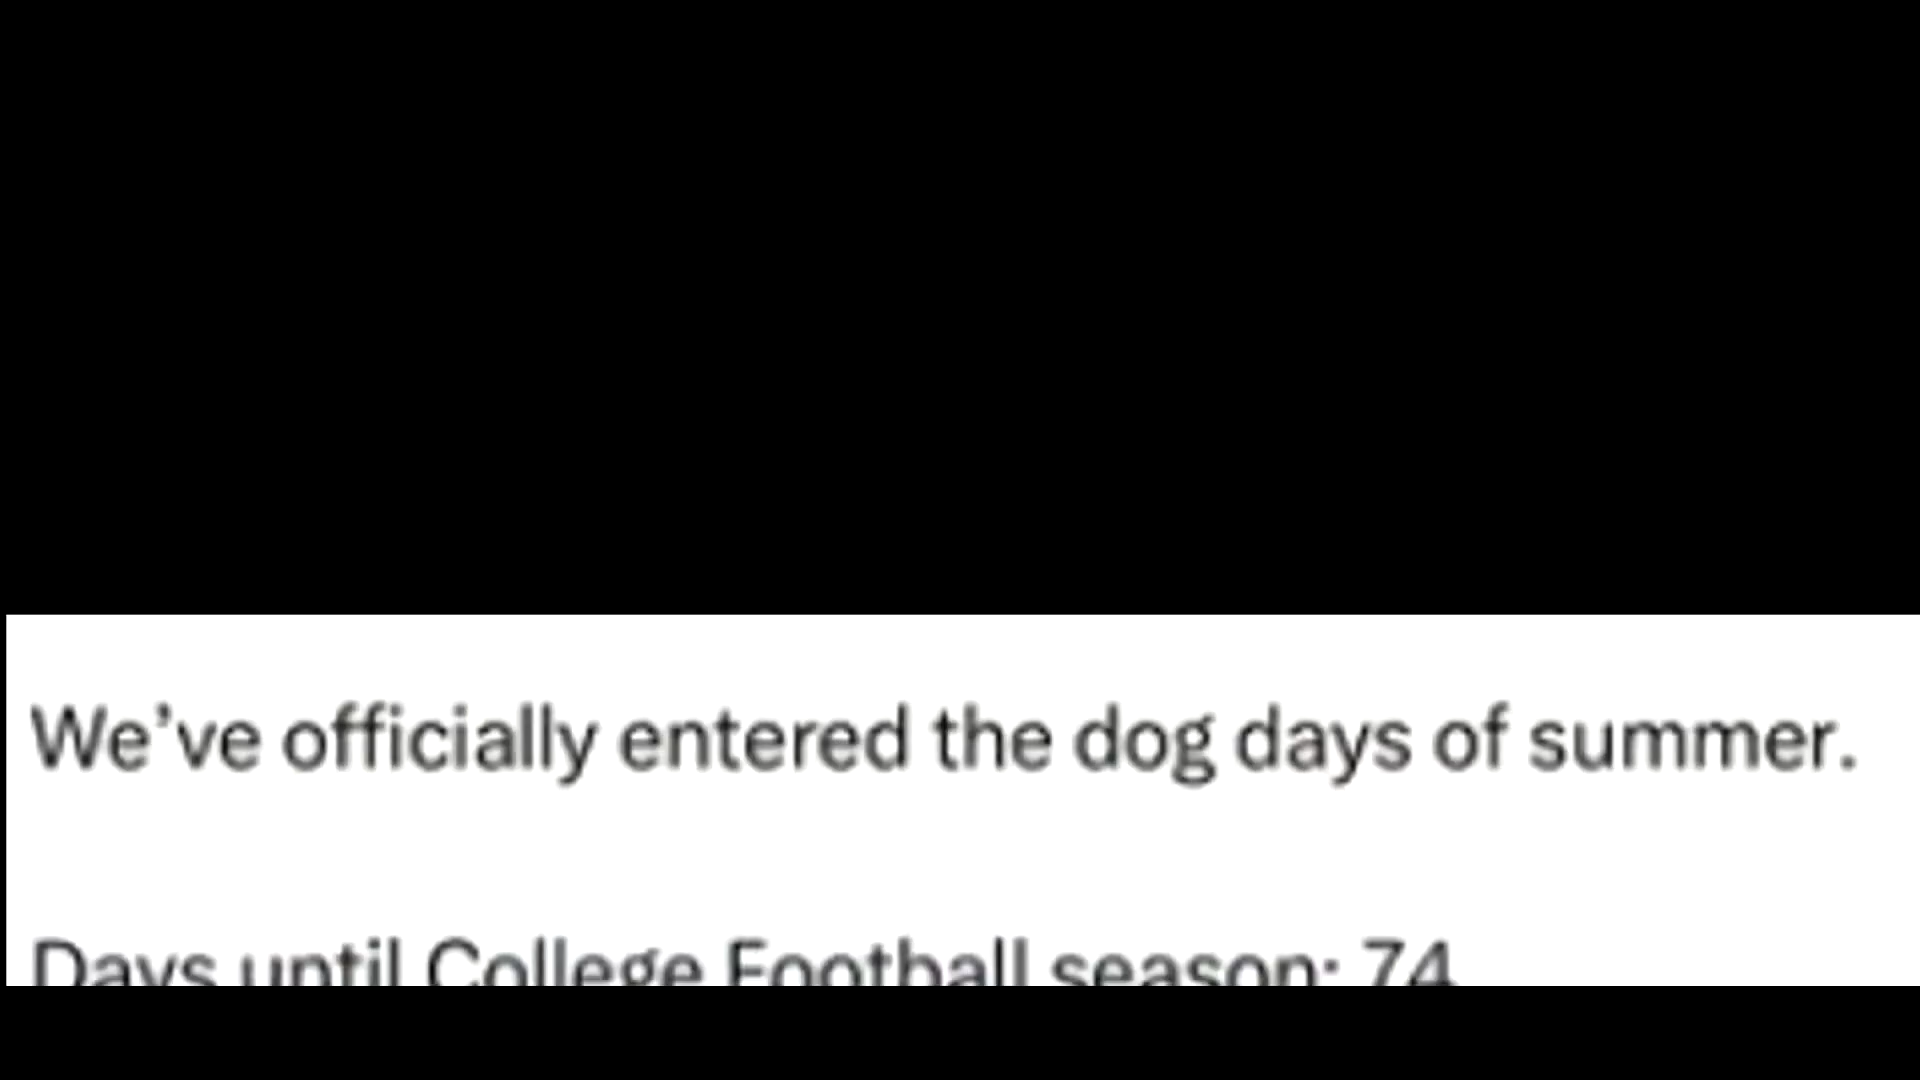 We’ve officially entered the dog days of summer.
Days until College Football season: 74